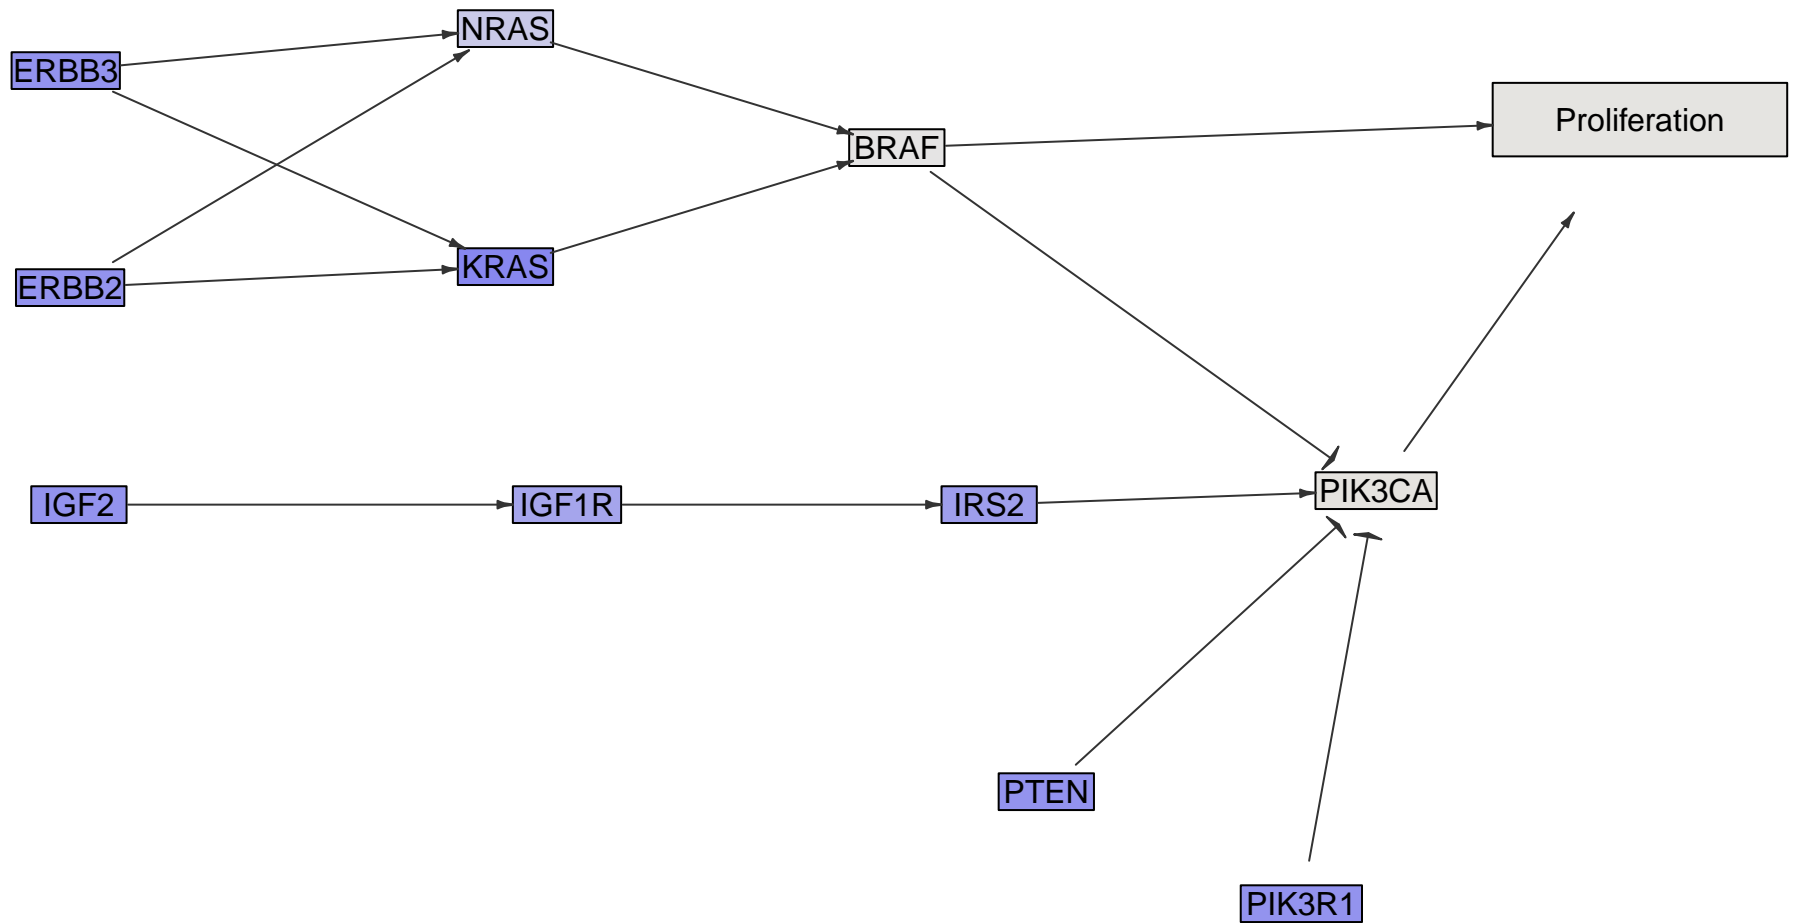 NRAS
ERBB3
Proliferation
BRAF
KRAS
ERBB2
PIK3CA
IGF2
IGF1R
IRS2
PTEN
PIK3R1